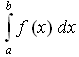 ∫_a^b f (x) dx